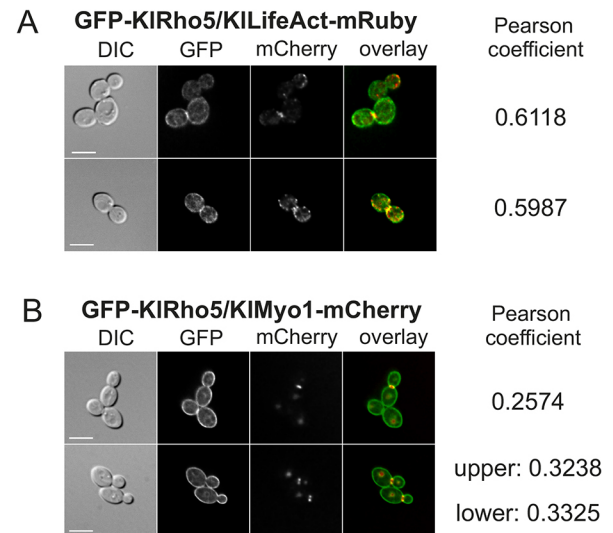 A
GFP-KlRho5/KlLifeAct-mRuby
Pearson
coefficient
DIC GFP mCherry overlay
0.6118
0.5987
B
GFP-KlRho5/KlMyo1-mCherry
Pearson
coefficient
DIC GFP mCherry overlay
0.2574
upper: 0.3238
lower: 0.3325